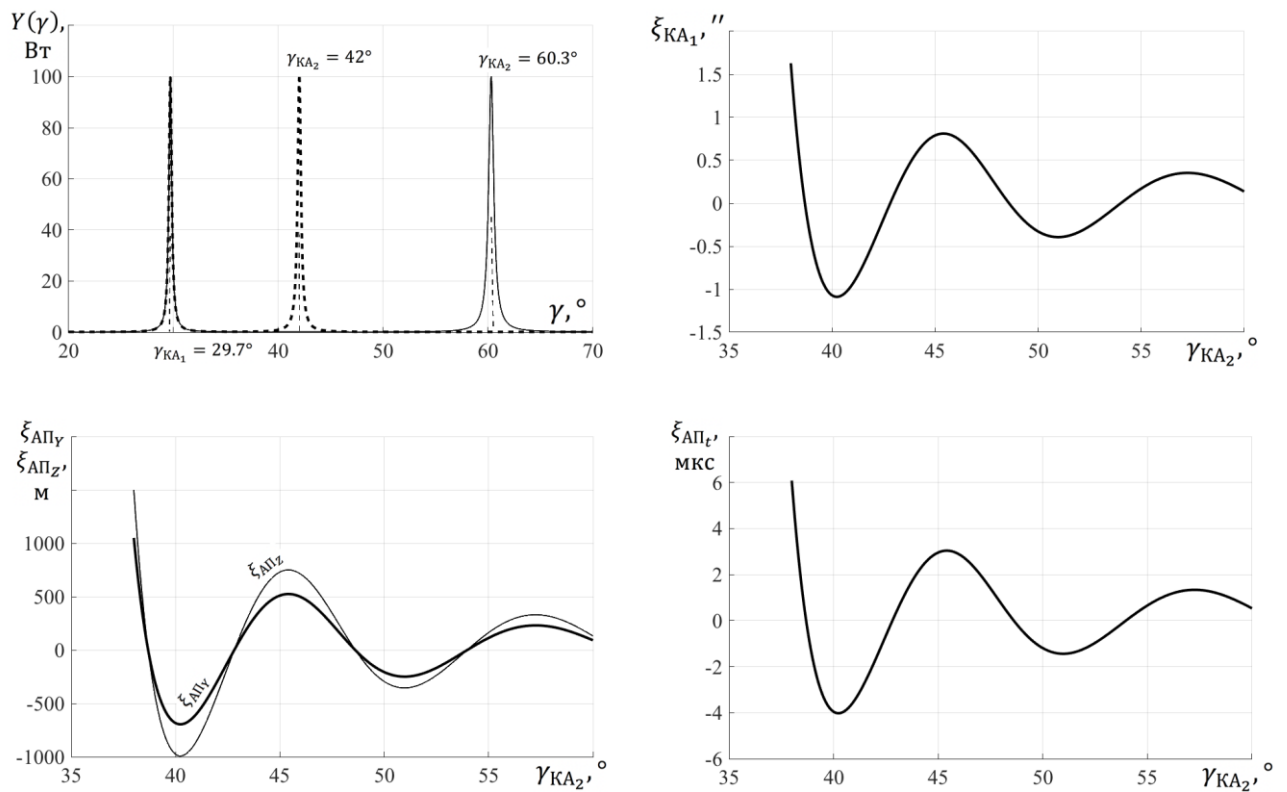 Y(γ),
Вт
100
80
60
40
20
0
20
40
50
60
70
γ_КА₂ = 42°
γ_КА₂ = 60.3°
γ_КА₁ = 29.7°
γ,°
ξ_КА₁,″
1.5
1
0.5
0
-0.5
-1
-1.5
35
40
45
50
55
γ_КА₂,°
ξ_АП_Y
ξ_АП_Z,
м
1000
500
0
-500
-1000
35
40
45
50
55
ξ_АП_Z
ξ_АП_Y
γ_КА₂,°
ξ_АП_t,
мкс
6
4
2
0
-2
-4
-6
35
40
45
50
55
γ_КА₂,°